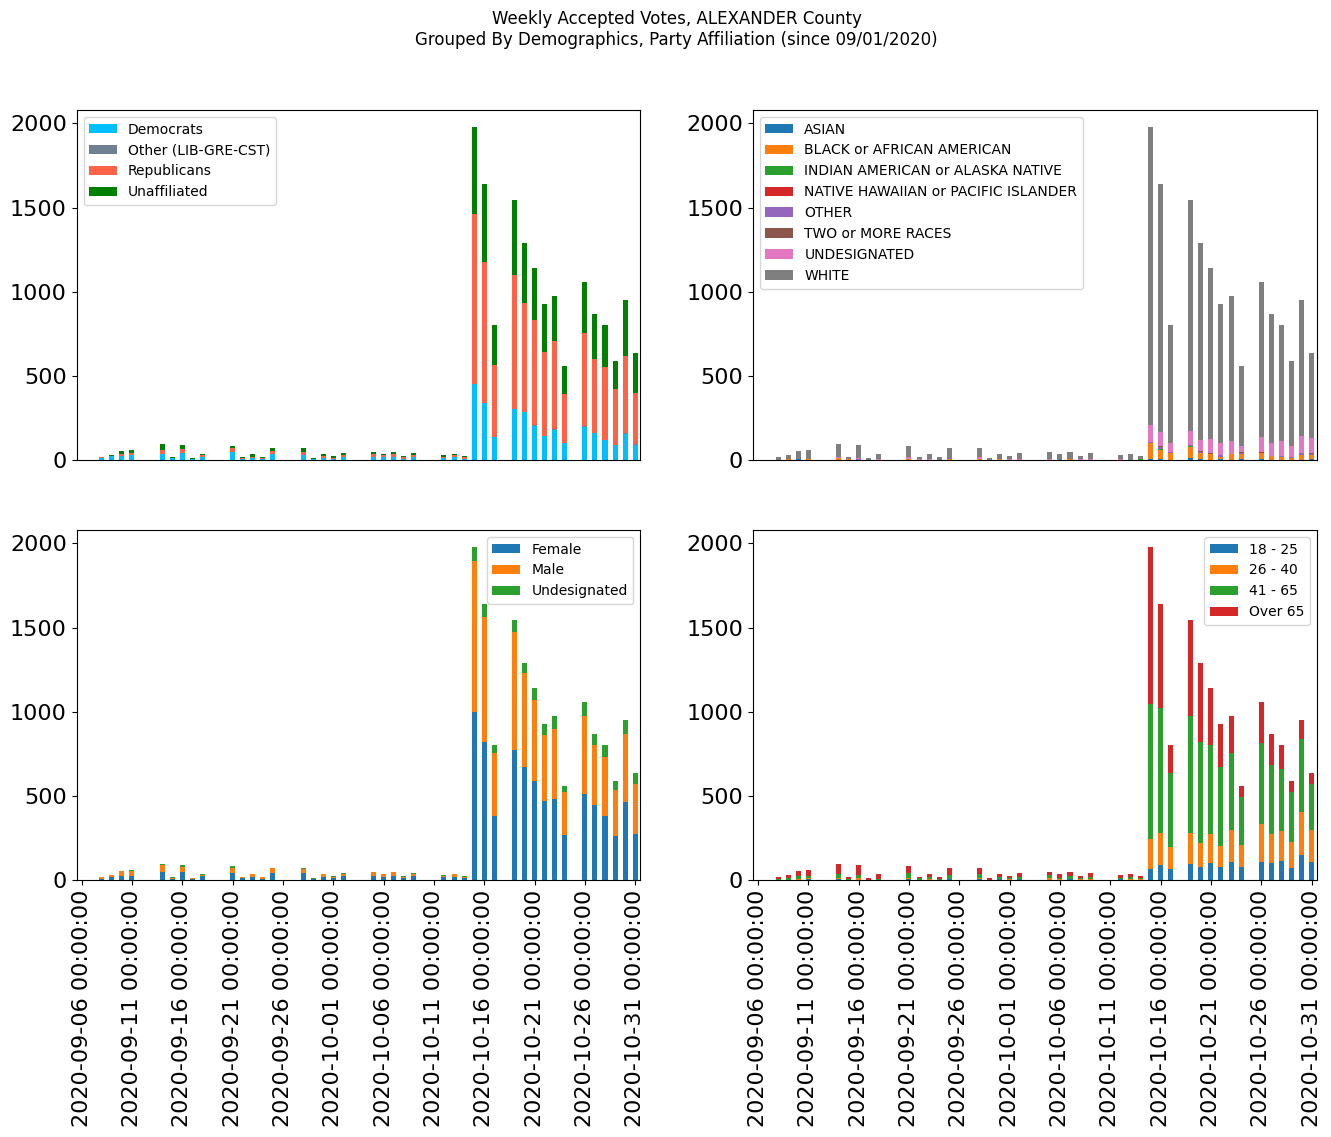 Weekly Accepted Votes, ALEXANDER County
Grouped By Demographics, Party Affiliation (since 09/01/2020)
2000
1500
1000
500
0
Democrats
Other (LIB-GRE-CST)
Republicans
Unaffiliated
2000
1500
1000
500
0
ASIAN
BLACK or AFRICAN AMERICAN
INDIAN AMERICAN or ALASKA NATIVE
NATIVE HAWAIIAN or PACIFIC ISLANDER
OTHER
TWO or MORE RACES
UNDESIGNATED
WHITE
2000
1500
1000
500
0
Female
Male
Undesignated
2020-09-06 00:00:00
2020-09-11 00:00:00
2020-09-16 00:00:00
2020-09-21 00:00:00
2020-09-26 00:00:00
2020-10-01 00:00:00
2020-10-06 00:00:00
2020-10-11 00:00:00
2020-10-16 00:00:00
2020-10-21 00:00:00
2020-10-26 00:00:00
2020-10-31 00:00:00
2000
1500
1000
500
0
18 - 25
26 - 40
41 - 65
Over 65
2020-09-06 00:00:00
2020-09-11 00:00:00
2020-09-16 00:00:00
2020-09-21 00:00:00
2020-09-26 00:00:00
2020-10-01 00:00:00
2020-10-06 00:00:00
2020-10-11 00:00:00
2020-10-16 00:00:00
2020-10-21 00:00:00
2020-10-26 00:00:00
2020-10-31 00:00:00